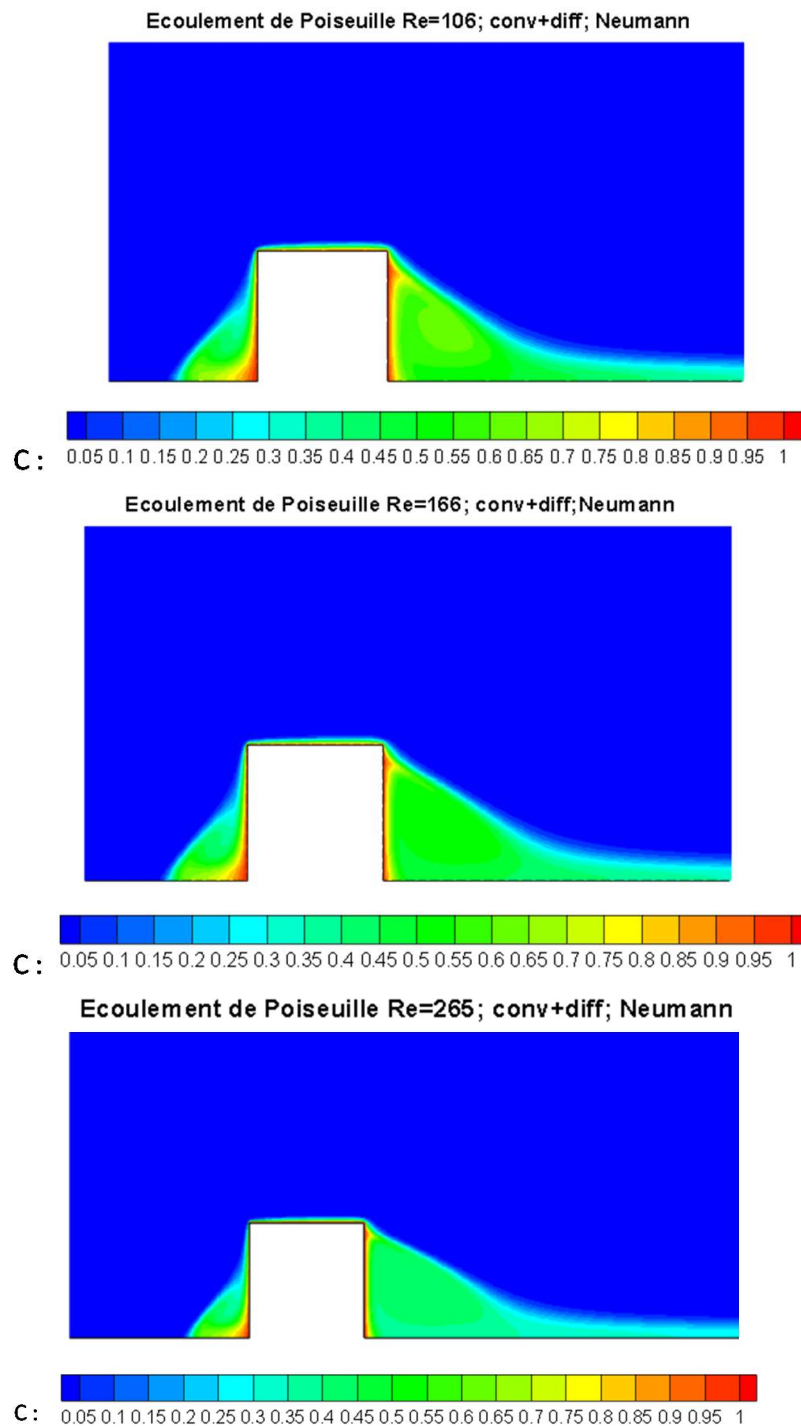 Ecoulement de Poiseuille Re=106; conv+diff; Neumann
C: 0.05 0.1 0.15 0.2 0.25 0.3 0.35 0.4 0.45 0.5 0.55 0.6 0.65 0.7 0.75 0.8 0.85 0.9 0.95 1
Ecoulement de Poiseuille Re=166; conv+diff;Neumann
C: 0.05 0.1 0.15 0.2 0.25 0.3 0.35 0.4 0.45 0.5 0.55 0.6 0.65 0.7 0.75 0.8 0.85 0.9 0.95 1
Ecoulement de Poiseuille Re=265; conv+diff; Neumann
C: 0.05 0.1 0.15 0.2 0.25 0.3 0.35 0.4 0.45 0.5 0.55 0.6 0.65 0.7 0.75 0.8 0.85 0.9 0.95 1